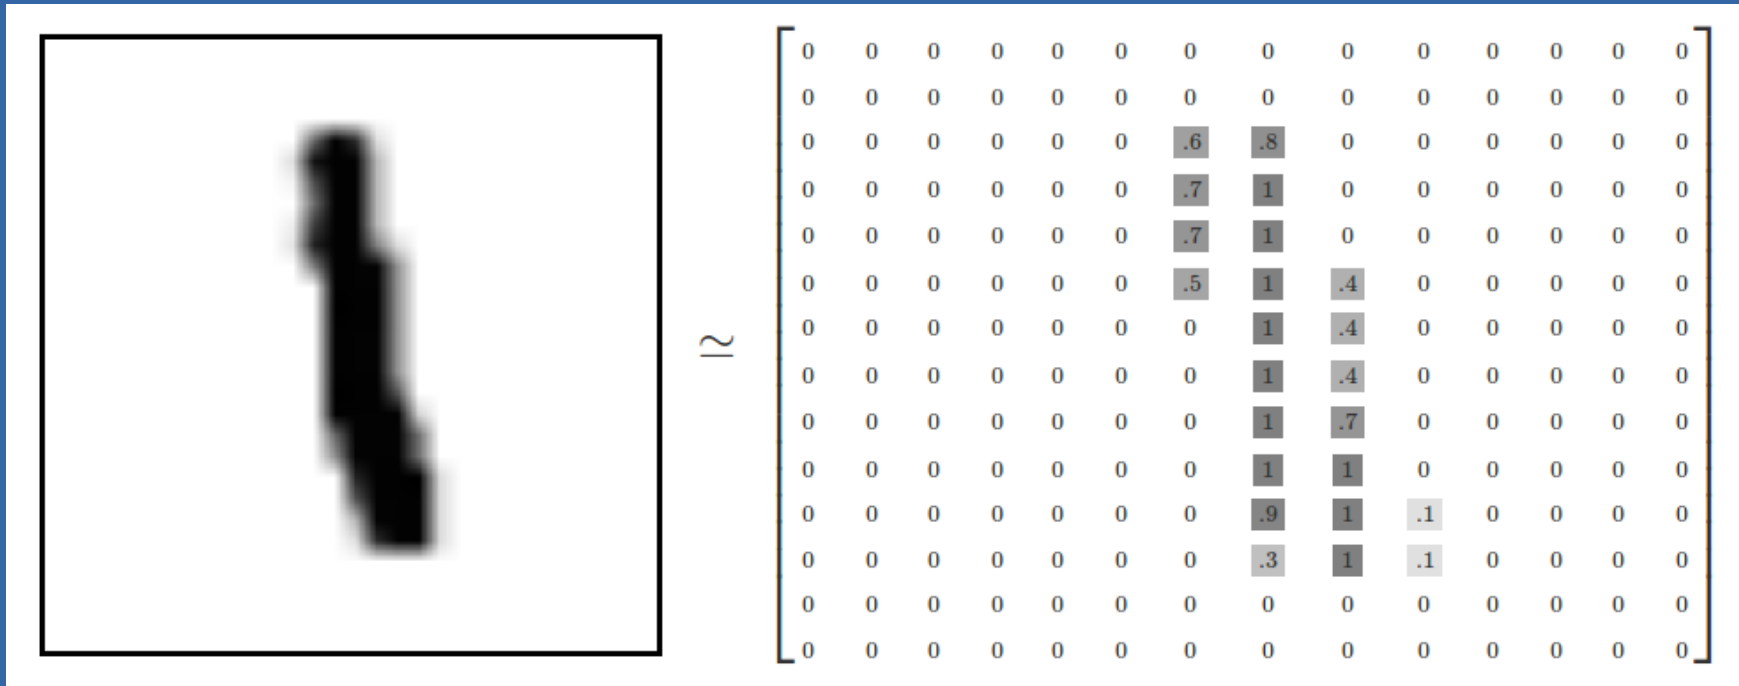 ≃
0 0 0 0 0 0 0 0 0 0 0 0 0 0
0 0 0 0 0 0 0 0 0 0 0 0 0 0
0 0 0 0 0 0 .6 .8 0 0 0 0 0 0
0 0 0 0 0 0 .7 1 0 0 0 0 0 0
0 0 0 0 0 0 .7 1 0 0 0 0 0 0
0 0 0 0 0 0 .5 1 .4 0 0 0 0 0
0 0 0 0 0 0 0 1 .4 0 0 0 0 0
0 0 0 0 0 0 0 1 .4 0 0 0 0 0
0 0 0 0 0 0 0 1 .7 0 0 0 0 0
0 0 0 0 0 0 0 1 1 0 0 0 0 0
0 0 0 0 0 0 0 .9 1 .1 0 0 0 0
0 0 0 0 0 0 0 .3 1 .1 0 0 0 0
0 0 0 0 0 0 0 0 0 0 0 0 0 0
0 0 0 0 0 0 0 0 0 0 0 0 0 0